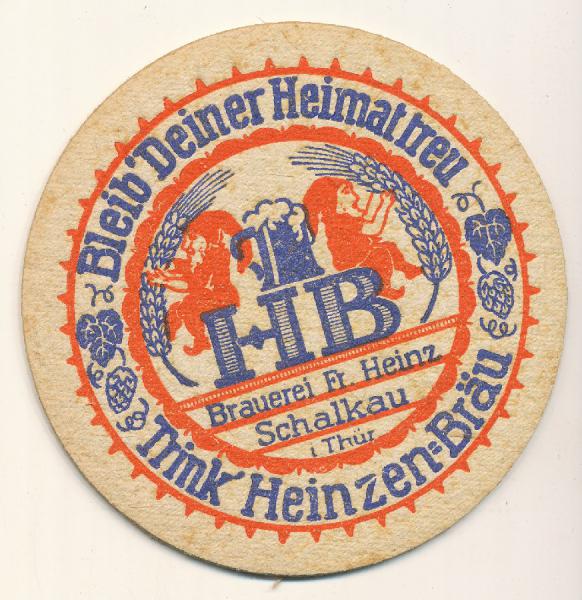 Bleib Deiner Heimat treu
HB
Brauerei Fr. Heinz
Schalkau
i Thür
Trink Heinzen=Bräu